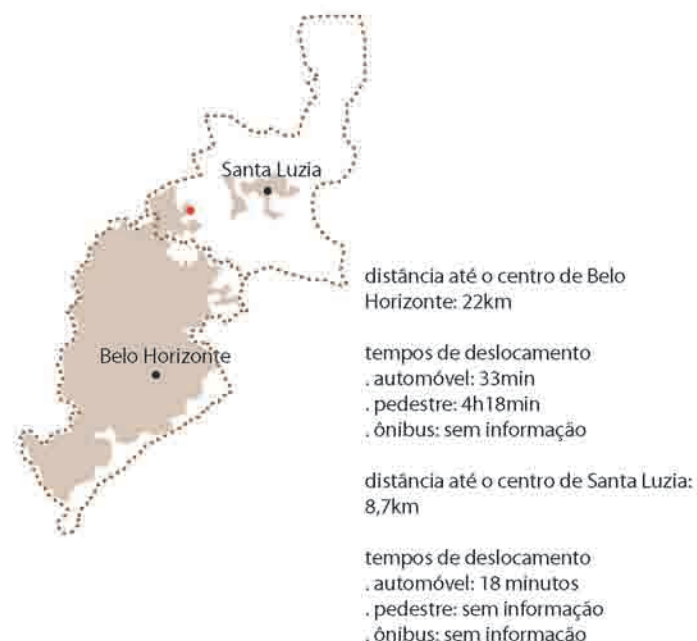 Santa Luzia
Belo Horizonte
distância até o centro de Belo
Horizonte: 22km
tempos de deslocamento
. automóvel: 33min
. pedestre: 4h18min
. ônibus: sem informação
distância até o centro de Santa Luzia:
8,7km
tempos de deslocamento
. automóvel: 18 minutos
. pedestre: sem informação
. ônibus: sem informação